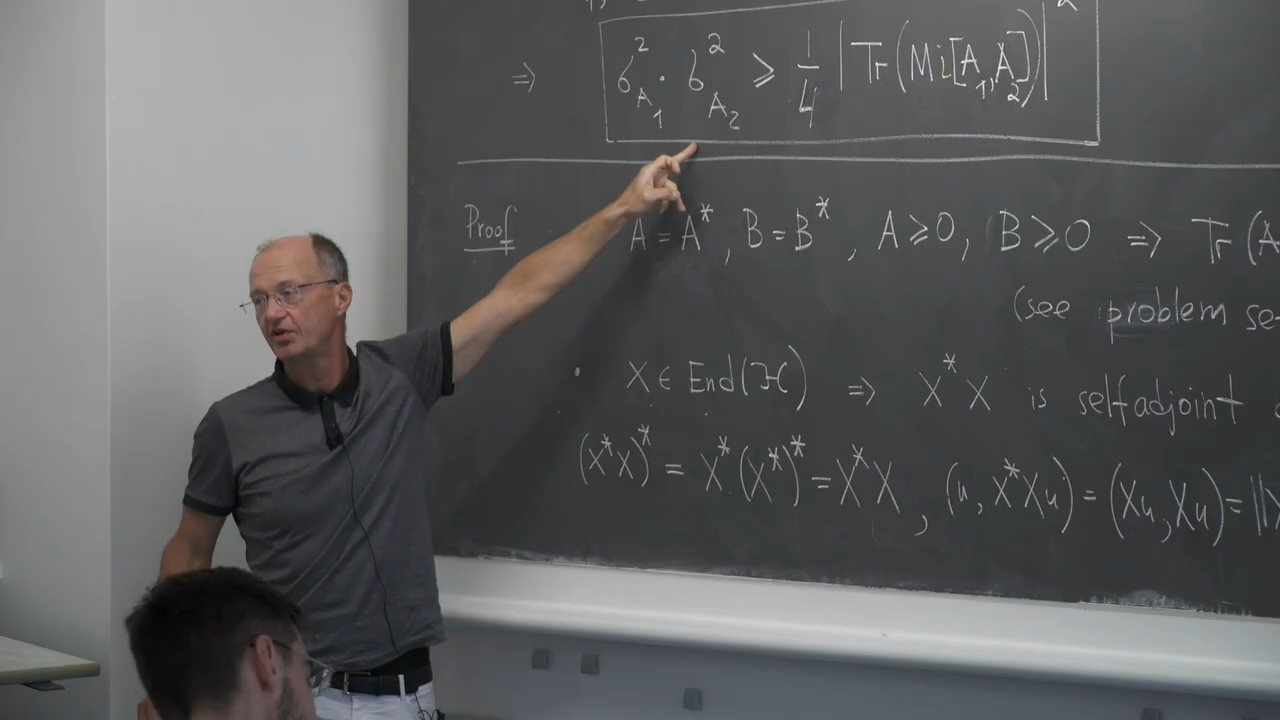 ⇒ σ²_{A₁} · σ²_{A₂} ⩾ 1/4 |Tr(Mi[A₁,A₂])|²
Proof · A = A*, B = B*, A ⩾ 0, B ⩾ 0 ⇒ Tr(A
(see problem se
· X ∈ End(ℋ) ⇒ X*X is selfadjoint
(X*X)* = X*(X*)* = X*X, (u, X*Xu) = (Xu, Xu) = ||X